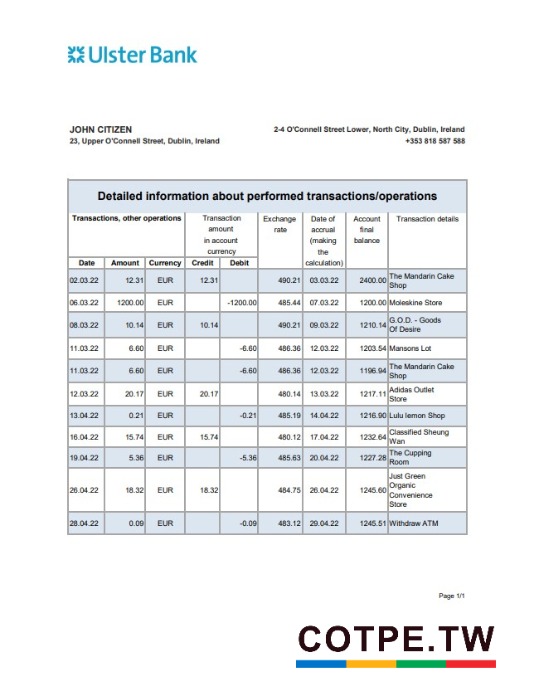 Ulster Bank
JOHN CITIZEN
23, Upper O'Connell Street, Dublin, Ireland
2-4 O'Connell Street Lower, North City, Dublin, Ireland
+353 818 587 588
Detailed information about performed transactions/operations
Transactions, other operations
Transaction
amount
in account
currency
Exchange
rate
Date of
accrual
(making
the
calculation)
Account
final
balance
Transaction details
Date Amount Currency Credit Debit
02.03.22 12.31 EUR 12.31 490.21 03.03.22 2400.00 The Mandarin Cake
Shop
06.03.22 1200.00 EUR -1200.00 485.44 07.03.22 1200.00 Moleskine Store
08.03.22 10.14 EUR 10.14 490.21 09.03.22 1210.14 G.O.D. - Goods
Of Desire
11.03.22 6.60 EUR -6.60 486.36 12.03.22 1203.54 Mansons Lot
11.03.22 6.60 EUR -6.60 486.36 12.03.22 1196.94 The Mandarin Cake
Shop
12.03.22 20.17 EUR 20.17 480.14 13.03.22 1217.11 Adidas Outlet
Store
13.04.22 0.21 EUR -0.21 485.19 14.04.22 1216.90 Lulu lemon Shop
16.04.22 15.74 EUR 15.74 480.12 17.04.22 1232.64 Classified Sheung
Wan
19.04.22 5.36 EUR -5.36 485.63 20.04.22 1227.28 The Cupping
Room
26.04.22 18.32 EUR 18.32 484.75 26.04.22 1245.60 Just Green
Organic
Convenience
Store
28.04.22 0.09 EUR -0.09 483.12 29.04.22 1245.51 Withdraw ATM
Page 1/1
COTPE.TW